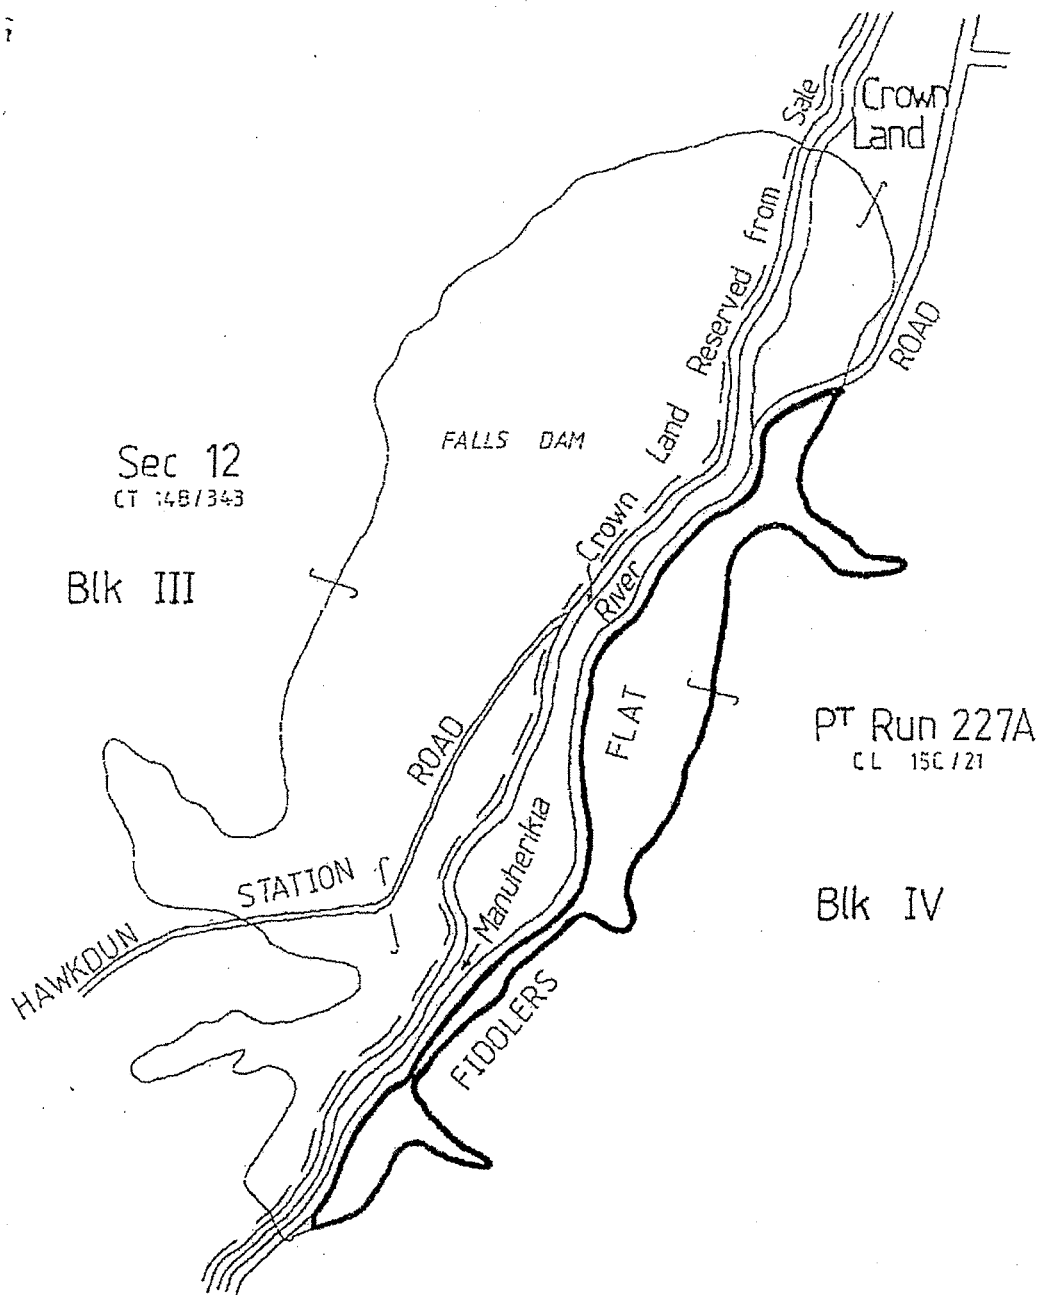 Crown
Land
Crown Land Reserved from Sale
ROAD
FALLS DAM
Sec 12
CT 14B/343
Blk III
River
FLAT
Pᵀ Run 227A
CL 15C/21
ROAD
Manuherikia
STATION
Blk IV
HAWKDUN
FIDDLERS